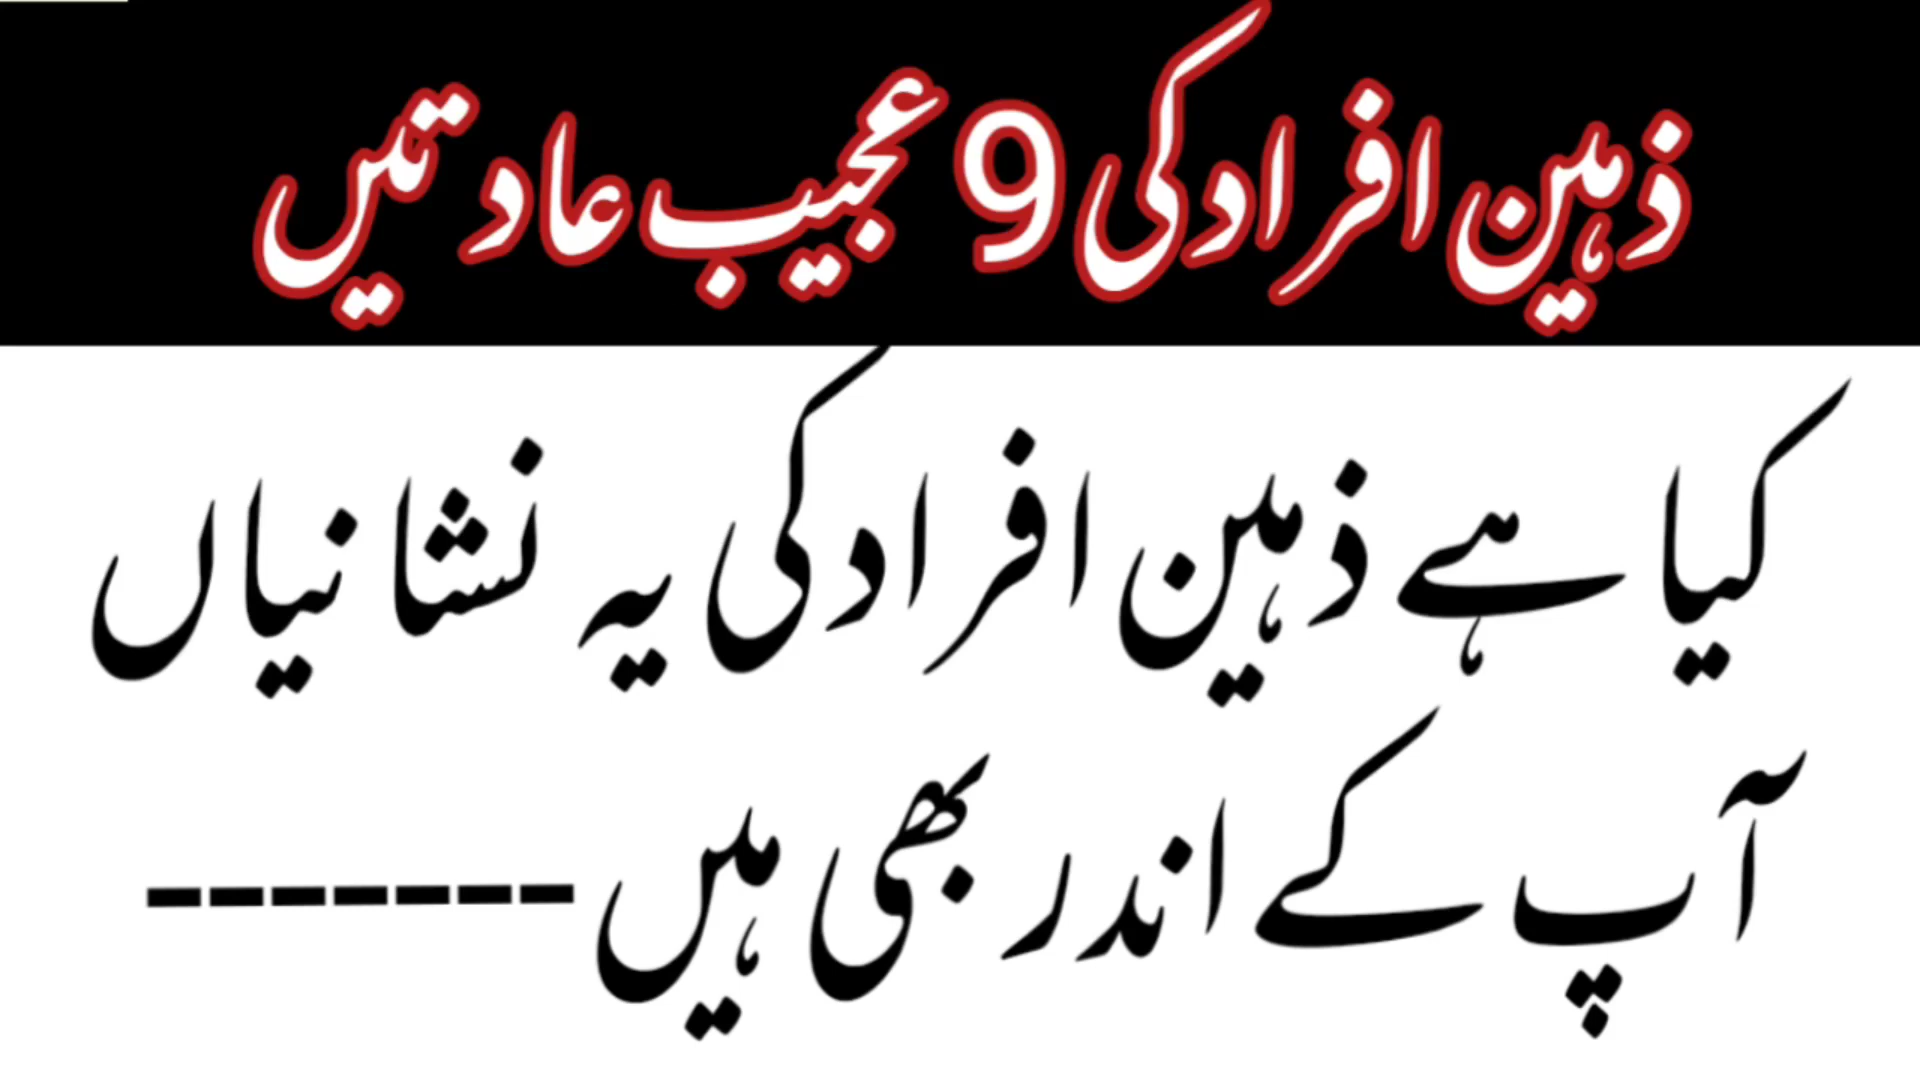 ذہین افراد کی 9 عجیب عادتیں
کیا ہے ذہین افراد کی یہ نشانیاں
آپ کے اندر بھی ہیں -------